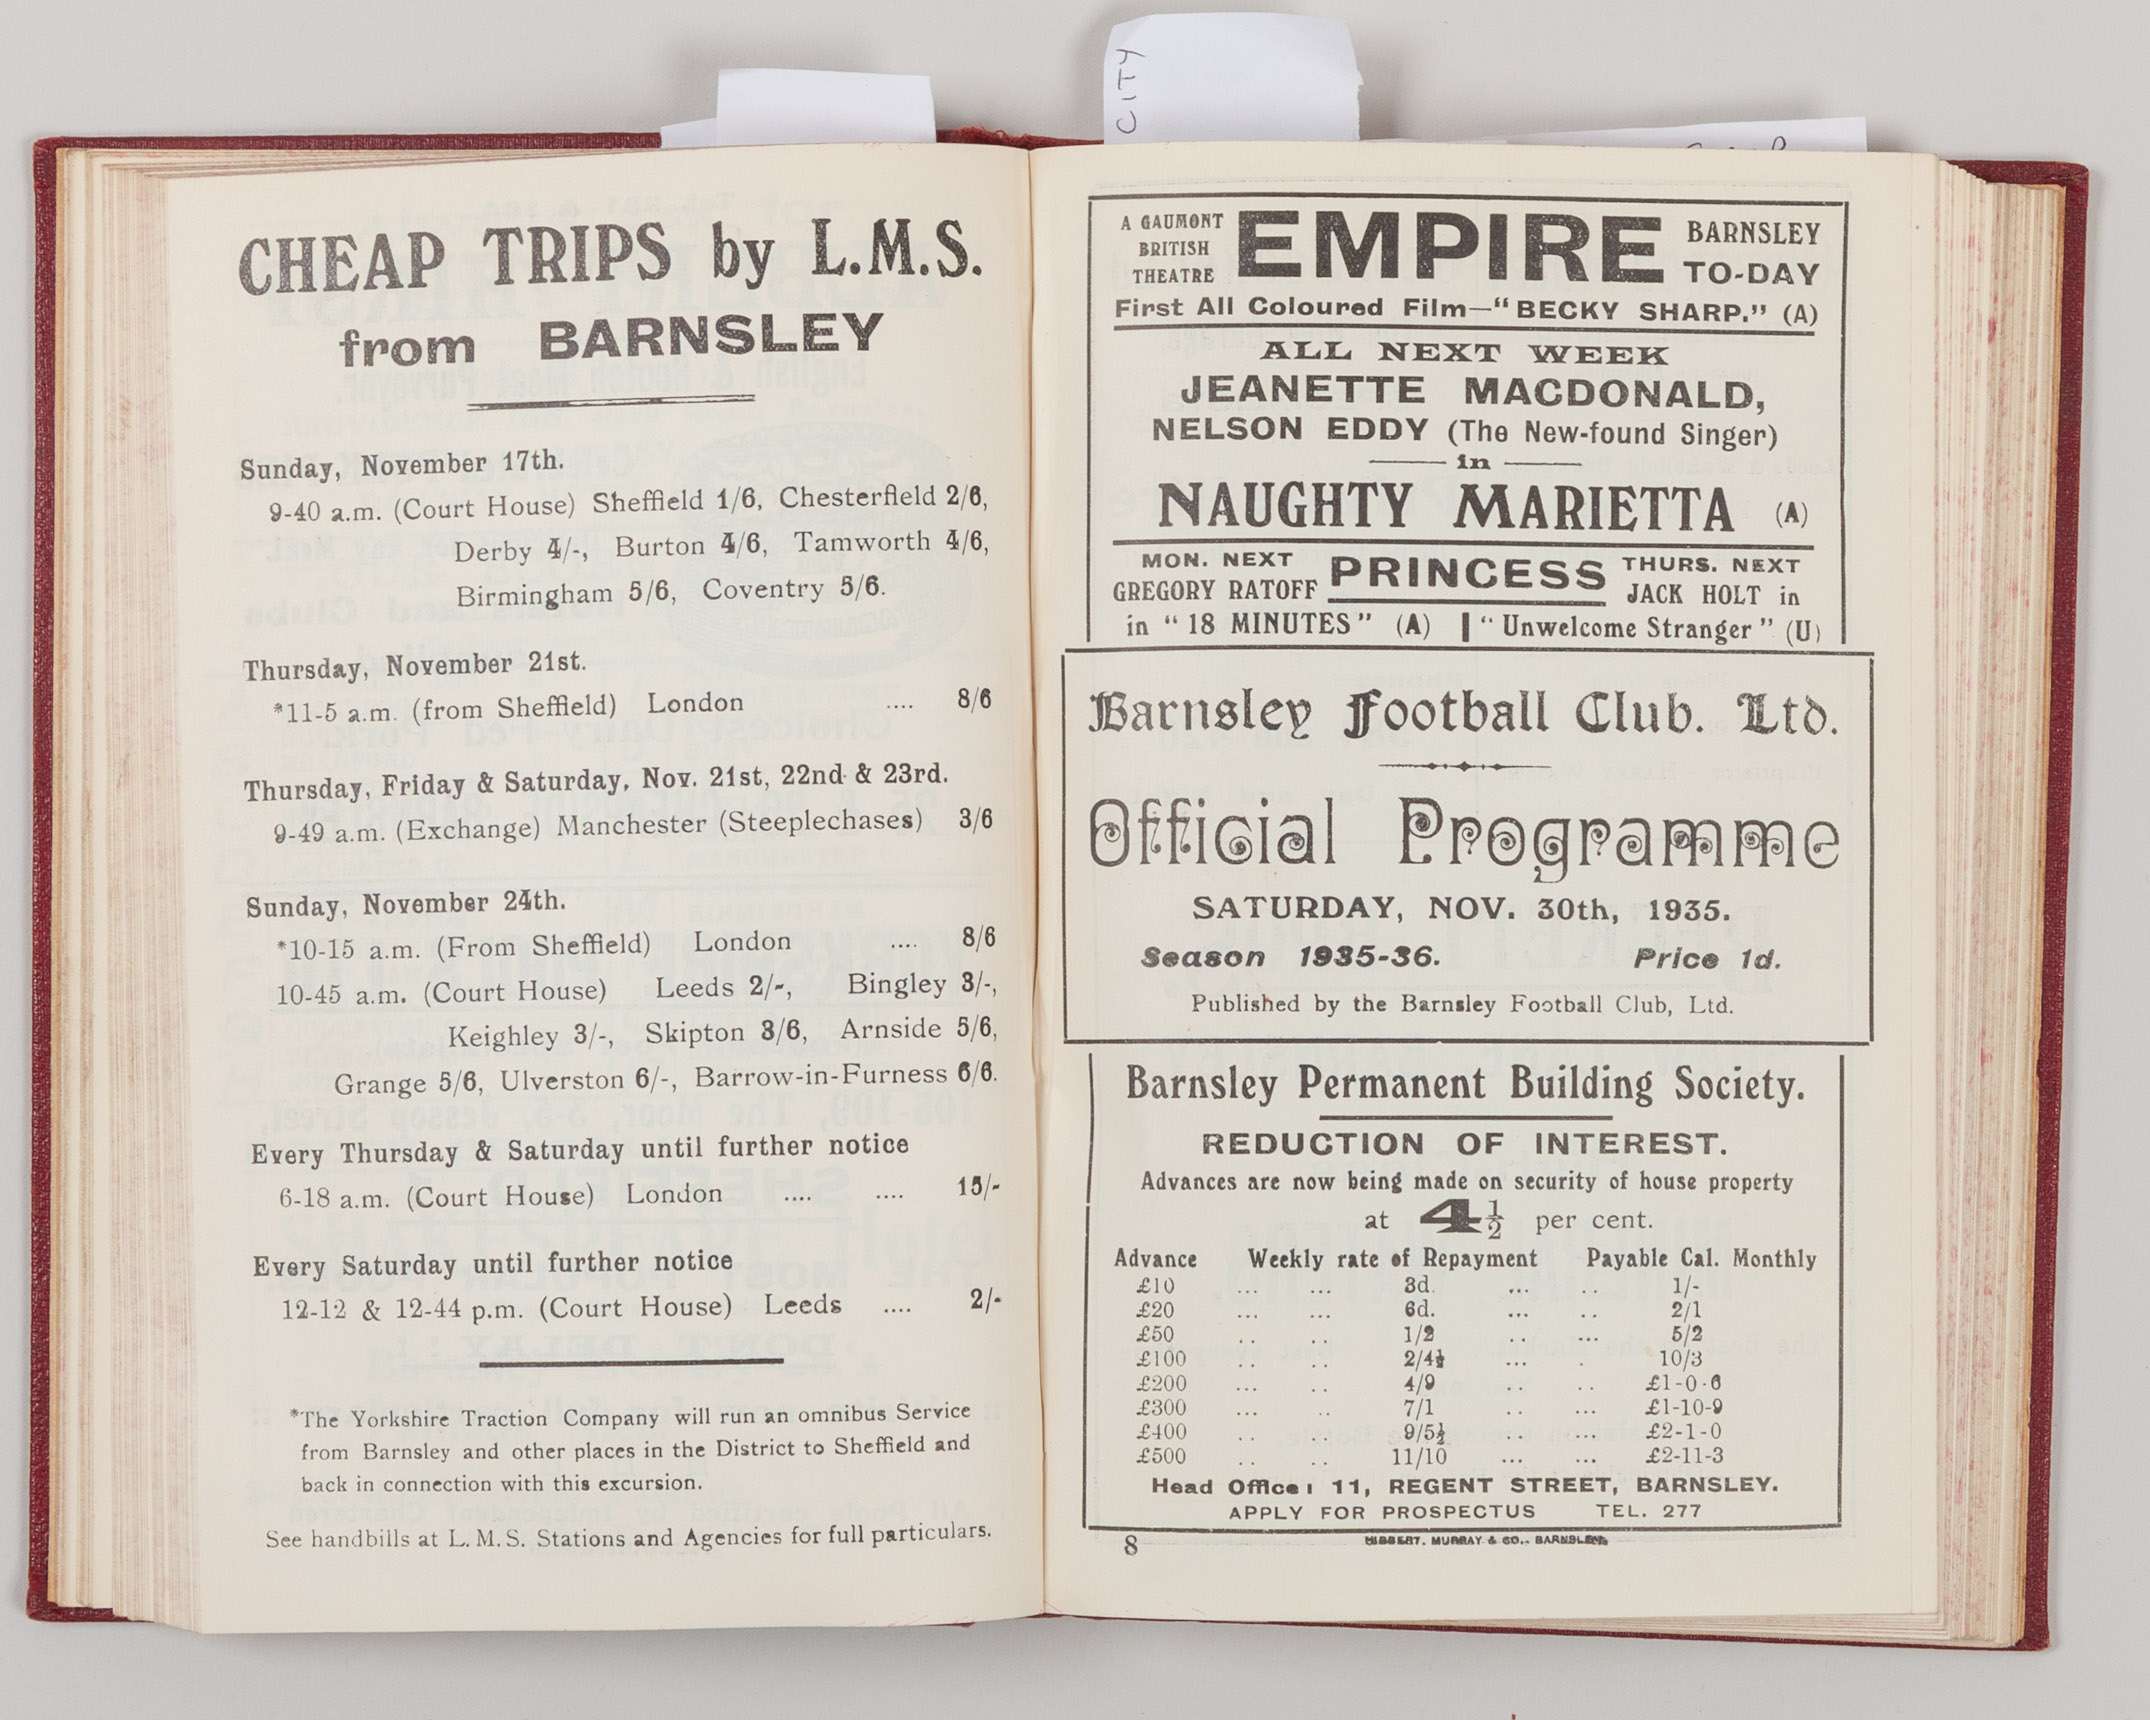 CITY
CHEAP TRIPS by L.M.S.
from BARNSLEY
Sunday, November 17th.
9-40 a.m. (Court House) Sheffield 1/6, Chesterfield 2/6,
Derby 4/-, Burton 4/6, Tamworth 4/6,
Birmingham 5/6, Coventry 5/6.
Thursday, November 21st.
*11-5 a.m. (from Sheffield) London .... 8/6
Thursday, Friday & Saturday, Nov. 21st, 22nd & 23rd.
9-49 a.m. (Exchange) Manchester (Steeplechases) 3/6
Sunday, November 24th.
*10-15 a.m. (From Sheffield) London .... 8/6
10-45 a.m. (Court House) Leeds 2/-, Bingley 3/-,
Keighley 3/-, Skipton 3/6, Arnside 5/6,
Grange 5/6, Ulverston 6/-, Barrow-in-Furness 6/6.
Every Thursday & Saturday until further notice
6-18 a.m. (Court House) London .... .... 15/-
Every Saturday until further notice
12-12 & 12-44 p.m. (Court House) Leeds .... 2/-
*The Yorkshire Traction Company will run an omnibus Service
from Barnsley and other places in the District to Sheffield and
back in connection with this excursion.
See handbills at L.M.S. Stations and Agencies for full particulars.
A GAUMONT BRITISH THEATRE EMPIRE BARNSLEY TO-DAY
First All Coloured Film—"BECKY SHARP." (A)
ALL NEXT WEEK
JEANETTE MACDONALD,
NELSON EDDY (The New-found Singer)
in
NAUGHTY MARIETTA (A)
MON. NEXT PRINCESS THURS. NEXT
GREGORY RATOFF JACK HOLT in
in "18 MINUTES" (A) "Unwelcome Stranger" (U)
Barnsley Football Club. Ltd.
Official Programme
SATURDAY, NOV. 30th, 1935.
Season 1935-36. Price 1d.
Published by the Barnsley Football Club, Ltd.
Barnsley Permanent Building Society.
REDUCTION OF INTEREST.
Advances are now being made on security of house property
at 4½ per cent.
Advance Weekly rate of Repayment Payable Cal. Monthly
£10 ... ... 3d. ... .. 1/-
£20 ... ... 6d. ... .. 2/1
£50 .. .. 1/2 .. ... 5/2
£100 .. .. 2/4½ ... . 10/3
£200 ... .. 4/9 .. .. £1-0-6
£300 ... .. 7/1 .. ... £1-10-9
£400 .. .. 9/5½ .. ... £2-1-0
£500 .. .. 11/10 ... ... £2-11-3
Head Office: 11, REGENT STREET, BARNSLEY.
APPLY FOR PROSPECTUS TEL. 277
8 HIBBERT, MURRAY & CO., BARNSLEY.